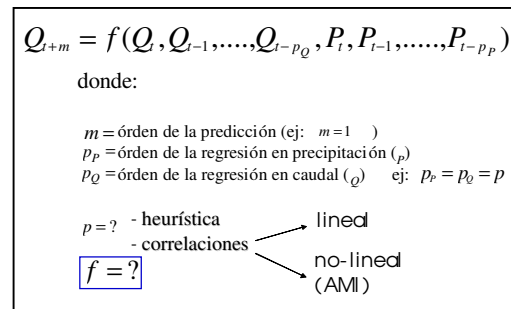 Q_{t+m} = f(Q_t, Q_{t-1}, ...., Q_{t-p_Q}, P_t, P_{t-1}, ....., P_{t-p_P})
donde:
m = órden de la predicción (ej: m=1 )
p_P = órden de la regresión en precipitación (_P)
p_Q = órden de la regresión en caudal (_Q) ej: p_P = p_Q = p
p = ? - heurística
- correlaciones
lineal
no-lineal
(AMI)
f = ?